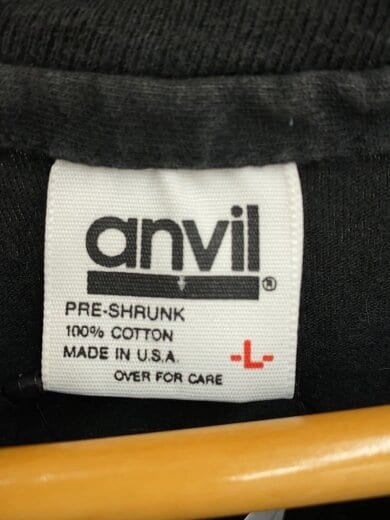 anvil®
PRE-SHRUNK
100% COTTON
MADE IN U.S.A.
-L-
OVER FOR CARE